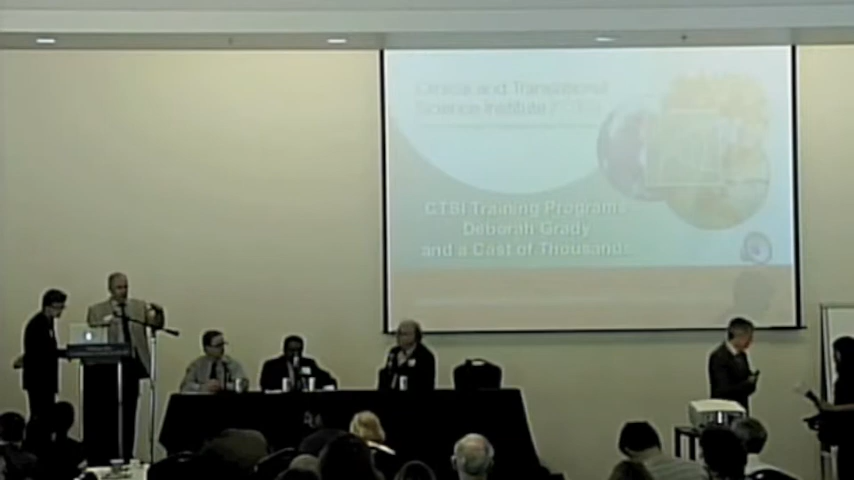 Clinical and Translational
Science Institute
CTSI Training Programs
Deborah Grady
and a Cast of Thousands